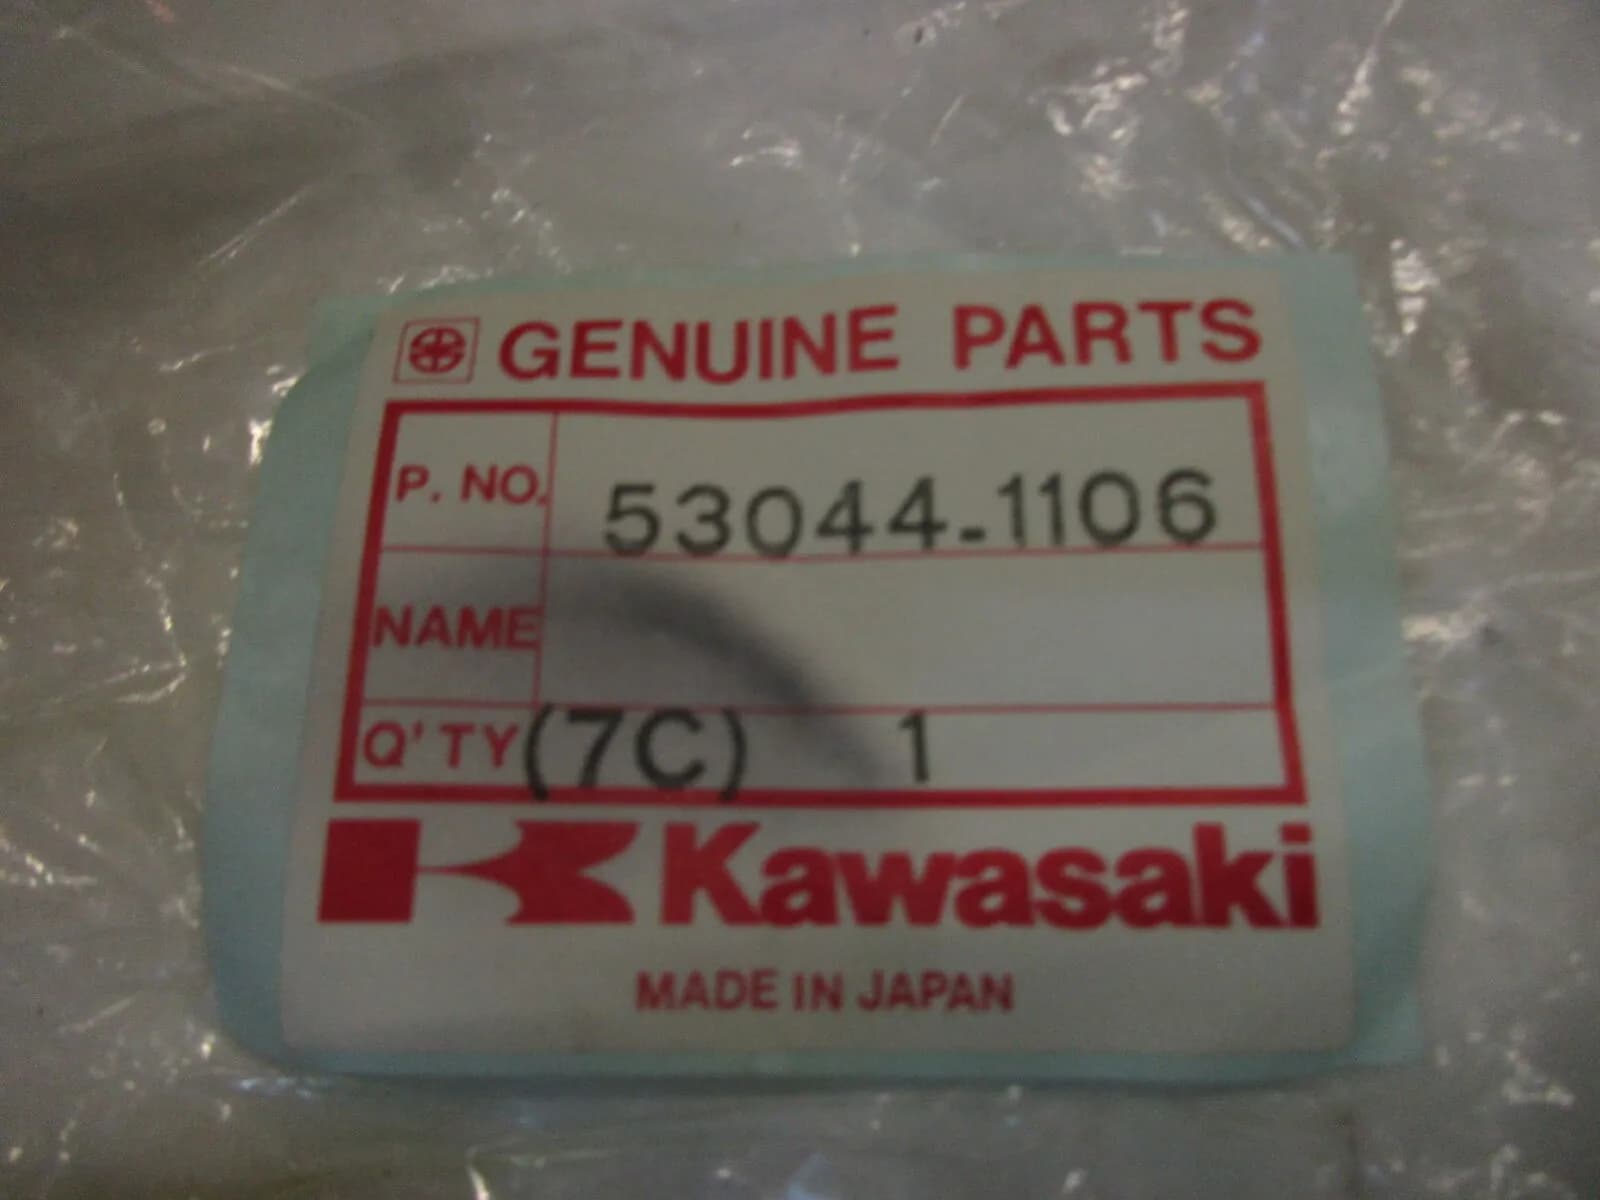 GENUINE PARTS
P. NO. 53044-1106
NAME
Q'TY (7C) 1
Kawasaki
MADE IN JAPAN